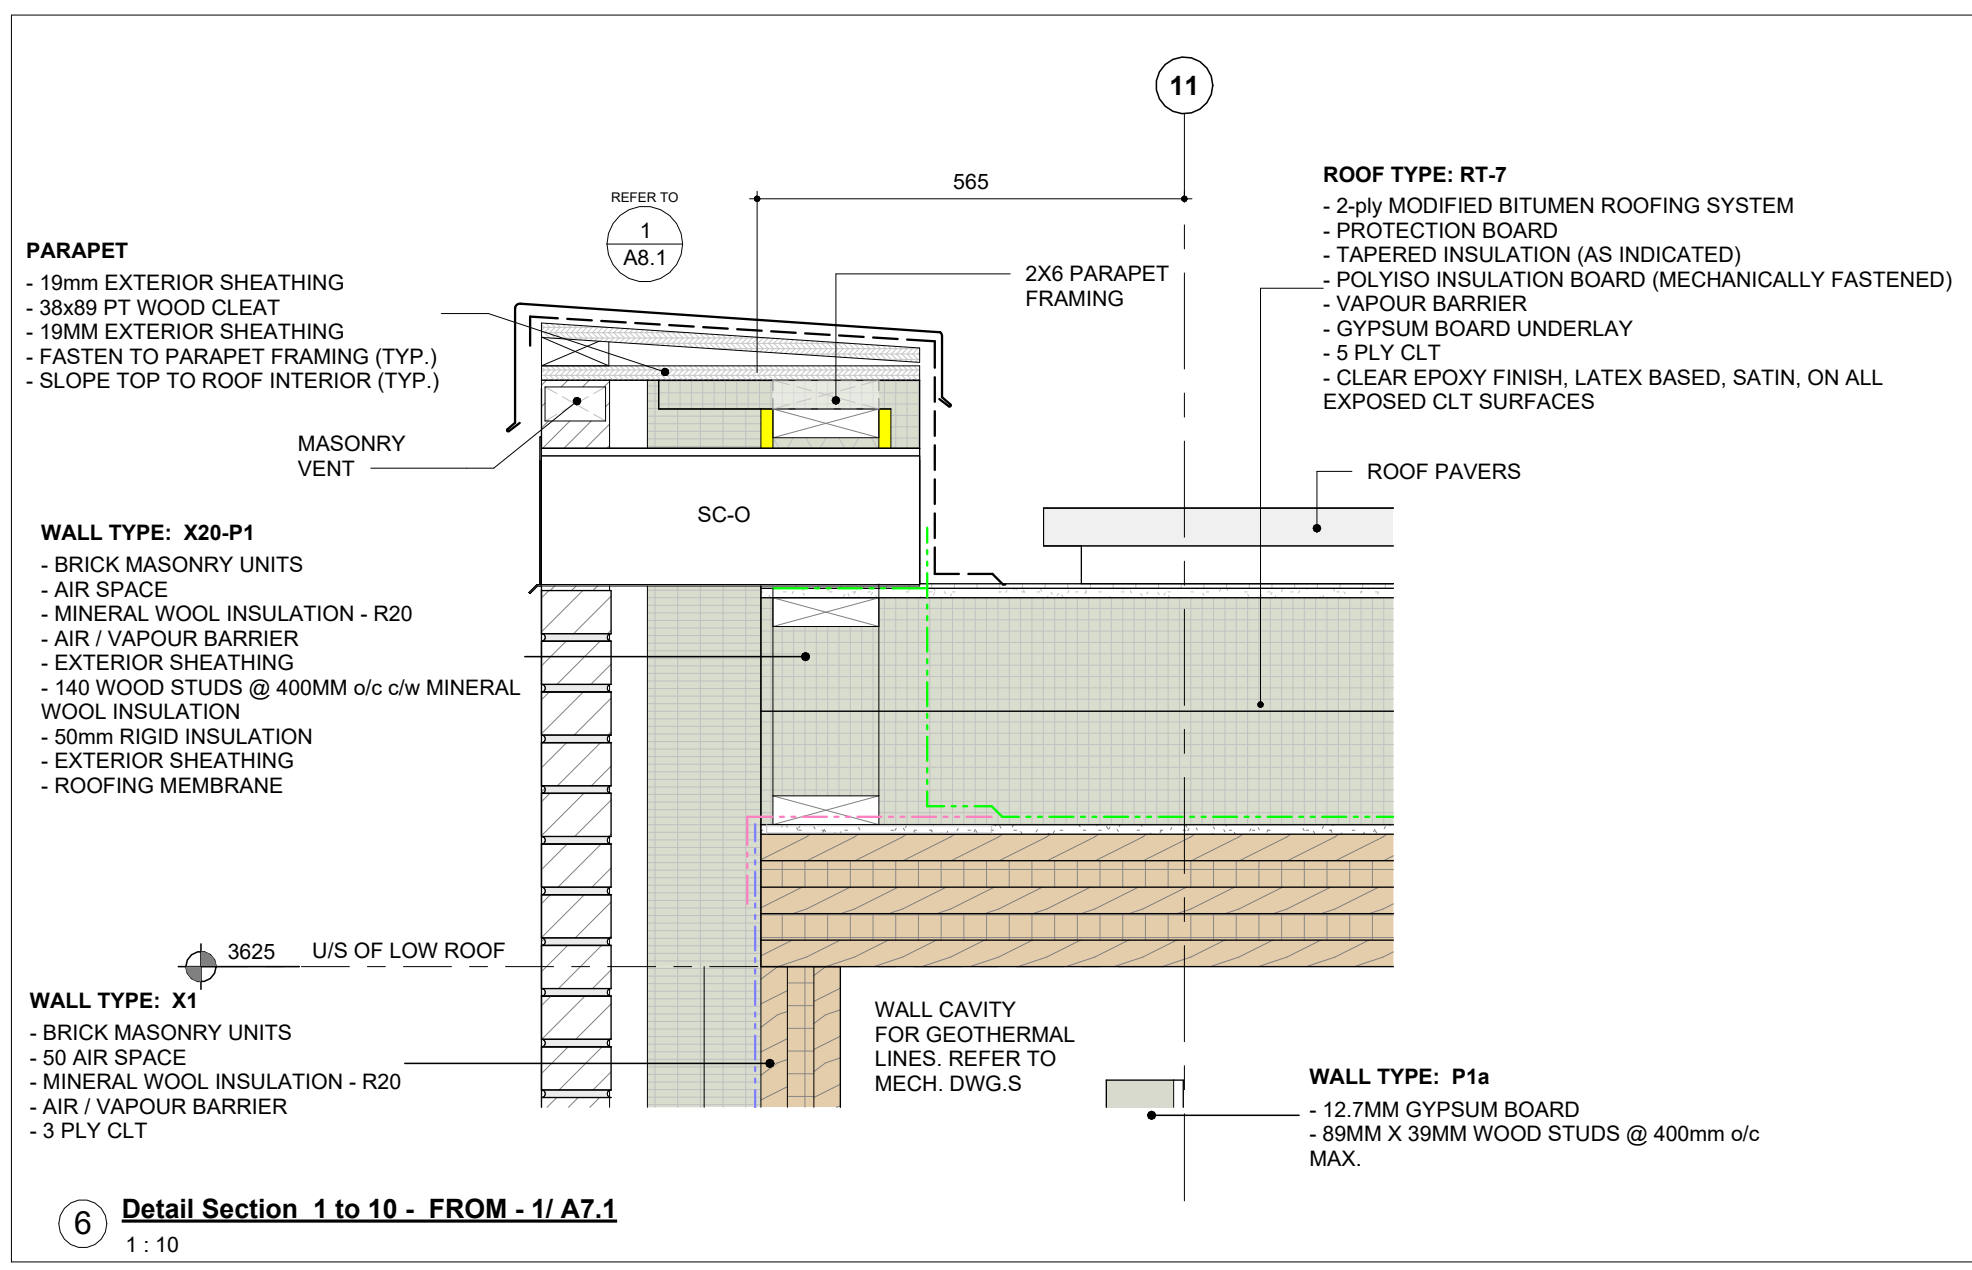 11
565
REFER TO
1
A8.1
PARAPET
- 19mm EXTERIOR SHEATHING
- 38x89 PT WOOD CLEAT
- 19MM EXTERIOR SHEATHING
- FASTEN TO PARAPET FRAMING (TYP.)
- SLOPE TOP TO ROOF INTERIOR (TYP.)
2X6 PARAPET
FRAMING
ROOF TYPE: RT-7
- 2-ply MODIFIED BITUMEN ROOFING SYSTEM
- PROTECTION BOARD
- TAPERED INSULATION (AS INDICATED)
- POLYISO INSULATION BOARD (MECHANICALLY FASTENED)
- VAPOUR BARRIER
- GYPSUM BOARD UNDERLAY
- 5 PLY CLT
- CLEAR EPOXY FINISH, LATEX BASED, SATIN, ON ALL
EXPOSED CLT SURFACES
MASONRY
VENT
ROOF PAVERS
SC-O
WALL TYPE: X20-P1
- BRICK MASONRY UNITS
- AIR SPACE
- MINERAL WOOL INSULATION - R20
- AIR / VAPOUR BARRIER
- EXTERIOR SHEATHING
- 140 WOOD STUDS @ 400MM o/c c/w MINERAL
WOOL INSULATION
- 50mm RIGID INSULATION
- EXTERIOR SHEATHING
- ROOFING MEMBRANE
3625 U/S OF LOW ROOF
WALL TYPE: X1
- BRICK MASONRY UNITS
- 50 AIR SPACE
- MINERAL WOOL INSULATION - R20
- AIR / VAPOUR BARRIER
- 3 PLY CLT
WALL CAVITY
FOR GEOTHERMAL
LINES. REFER TO
MECH. DWG.S
WALL TYPE: P1a
- 12.7MM GYPSUM BOARD
- 89MM X 39MM WOOD STUDS @ 400mm o/c
MAX.
6
Detail Section 1 to 10 - FROM - 1/ A7.1
1 : 10